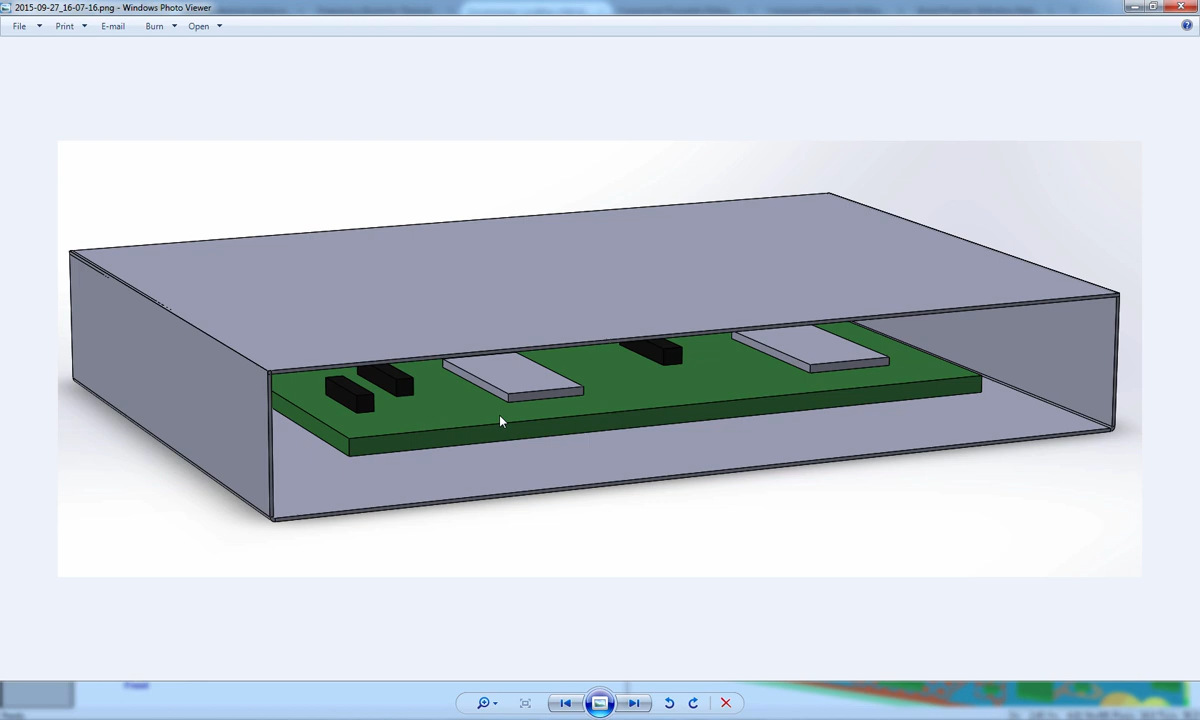 2015-09-27_16-07-16.png - Windows Photo Viewer
File Print E-mail Burn Open